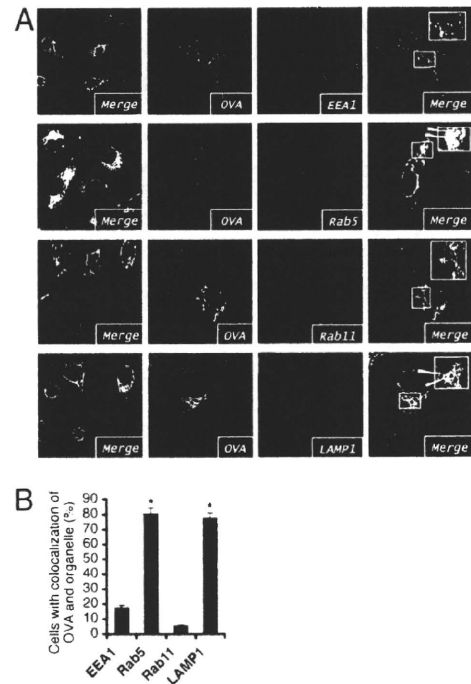 A
Merge OVA EEA1 Merge
Merge OVA Rab5 Merge
Merge OVA Rab11 Merge
Merge OVA LAMP1 Merge
B
Cells with colocalization of
OVA and organelle (%)
90
80
70
60
50
40
30
20
10
0
* *
EEA1 Rab5 Rab11 LAMP1